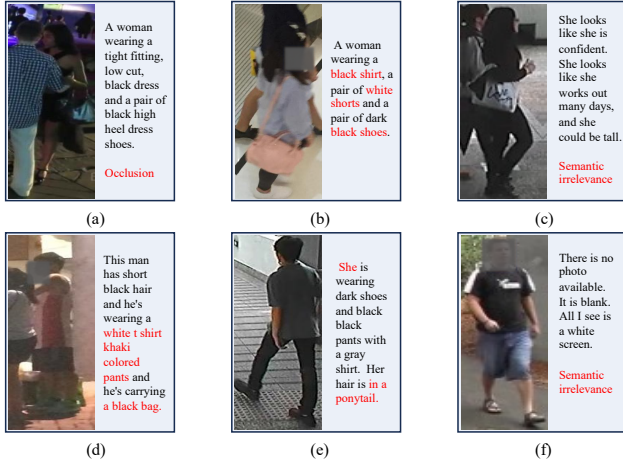 A woman
wearing a
tight fitting,
low cut,
black dress
and a pair of
black high
heel dress
shoes.
Occlusion
(a)
A woman
wearing a
black shirt, a
pair of white
shorts and a
pair of dark
black shoes.
(b)
She looks
like she is
confident.
She looks
like she
works out
many days,
and she
could be tall.
Semantic
irrelevance
(c)
This man
has short
black hair
and he's
wearing a
white t shirt
khaki
colored
pants and
he's carrying
a black bag.
(d)
She is
wearing
dark shoes
and black
black
pants with
a gray
shirt. Her
hair is in a
ponytail.
(e)
There is no
photo
available.
It is blank.
All I see is
a white
screen.
Semantic
irrelevance
(f)